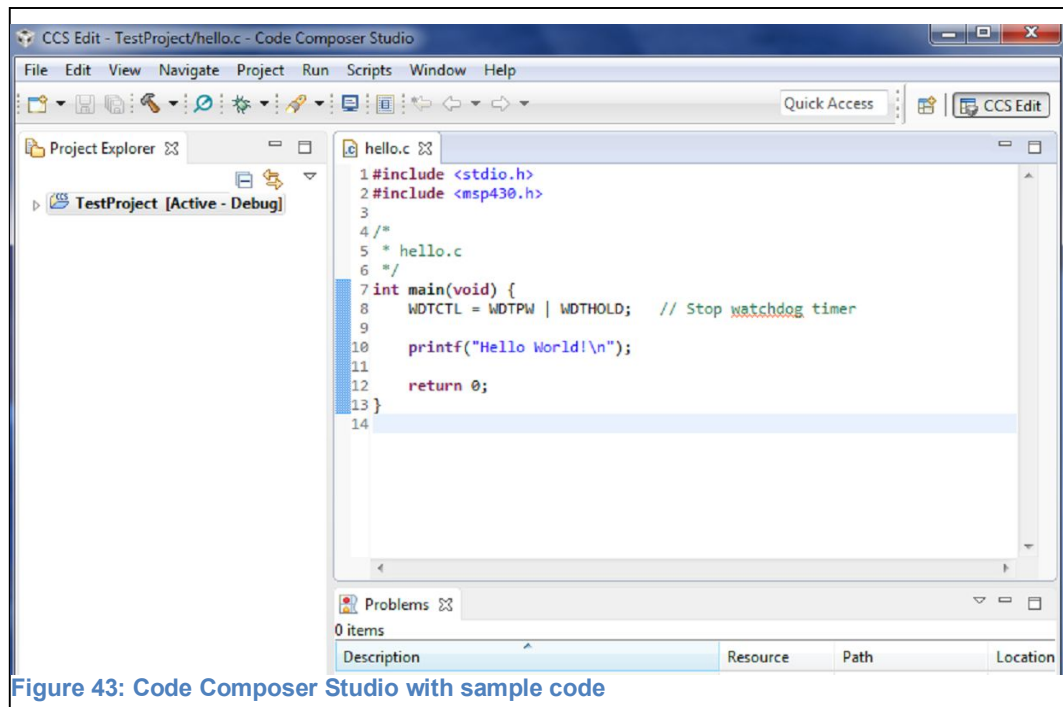 CCS Edit - TestProject/hello.c - Code Composer Studio
File Edit View Navigate Project Run Scripts Window Help
Quick Access CCS Edit
Project Explorer
TestProject [Active - Debug]
hello.c
1 #include <stdio.h>
2 #include <msp430.h>
3
4 /*
5  * hello.c
6  */
7 int main(void) {
8     WDTCTL = WDTPW | WDTHOLD;   // Stop watchdog timer
9
10     printf("Hello World!\n");
11
12     return 0;
13 }
14
Problems
0 items
Description Resource Path Location
Figure 43: Code Composer Studio with sample code